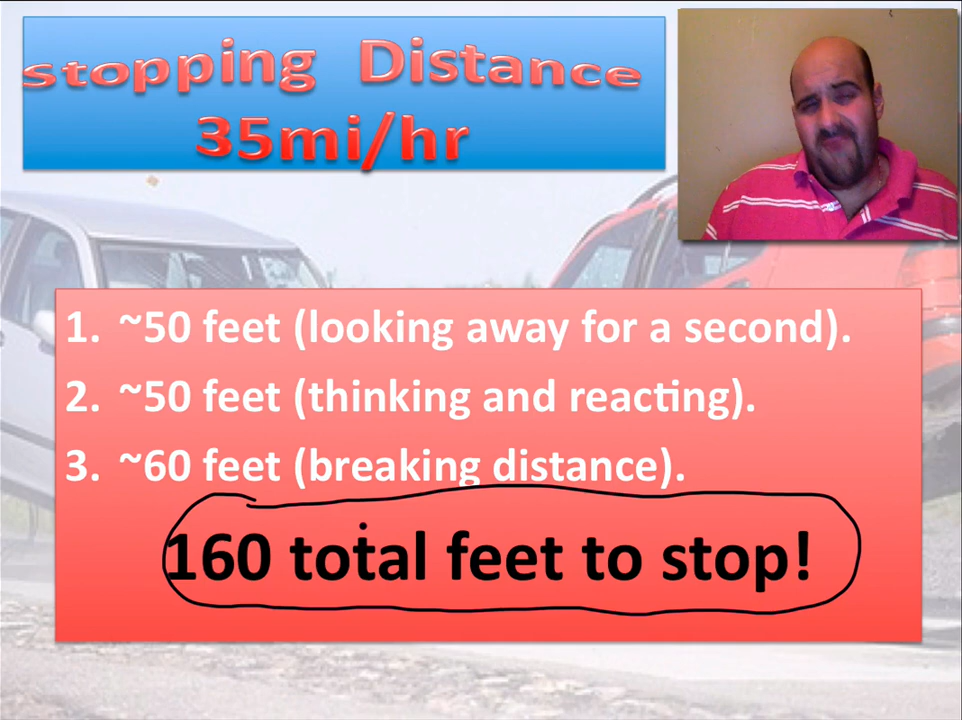 Stopping Distance
35mi/hr
1. ~50 feet (looking away for a second).
2. ~50 feet (thinking and reacting).
3. ~60 feet (breaking distance).
160 total feet to stop!